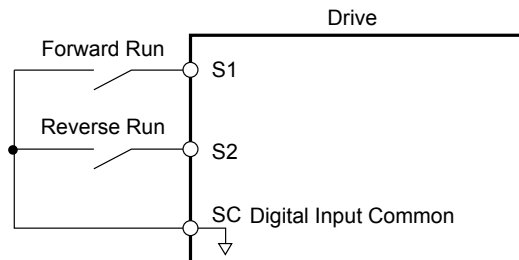 Drive
Forward Run
S1
Reverse Run
S2
SC Digital Input Common